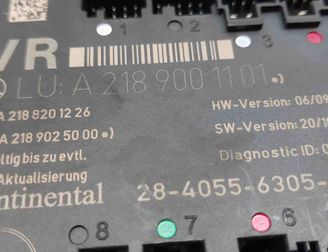 1 2 3
VR
LU: A 218 900 11 01 •)
A 218 820 12 26
HW-Version: 06/09
A 218 902 50 00 •)
SW-Version: 20/10
ltig bis zu evtl.
Diagnostic ID: 0
Aktualisierung
ntinental
28-4055-6305-
8 7 6